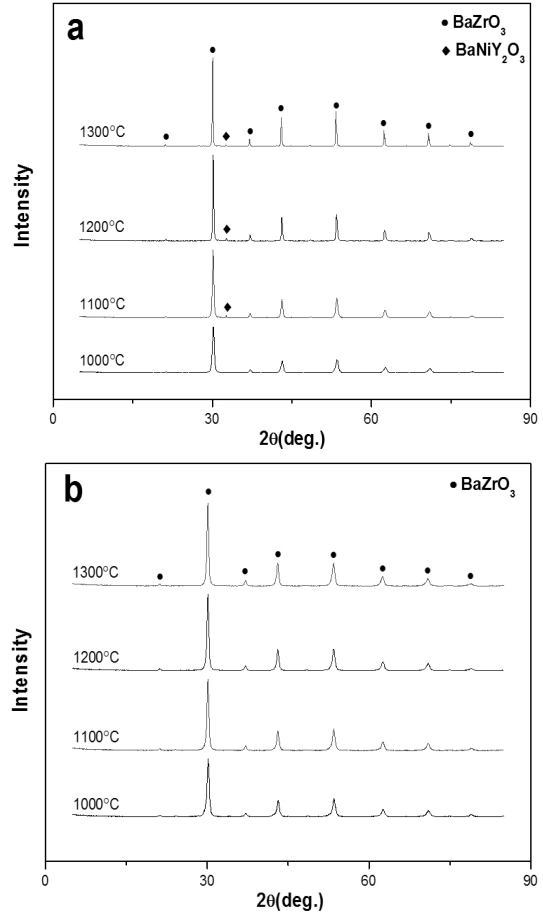 a
● BaZrO₃
◆ BaNiY₂O₃
1300°C
1200°C
1100°C
1000°C
Intensity
0 30 60 90
2θ(deg.)
b
● BaZrO₃
1300°C
1200°C
1100°C
1000°C
Intensity
0 30 60 90
2θ(deg.)